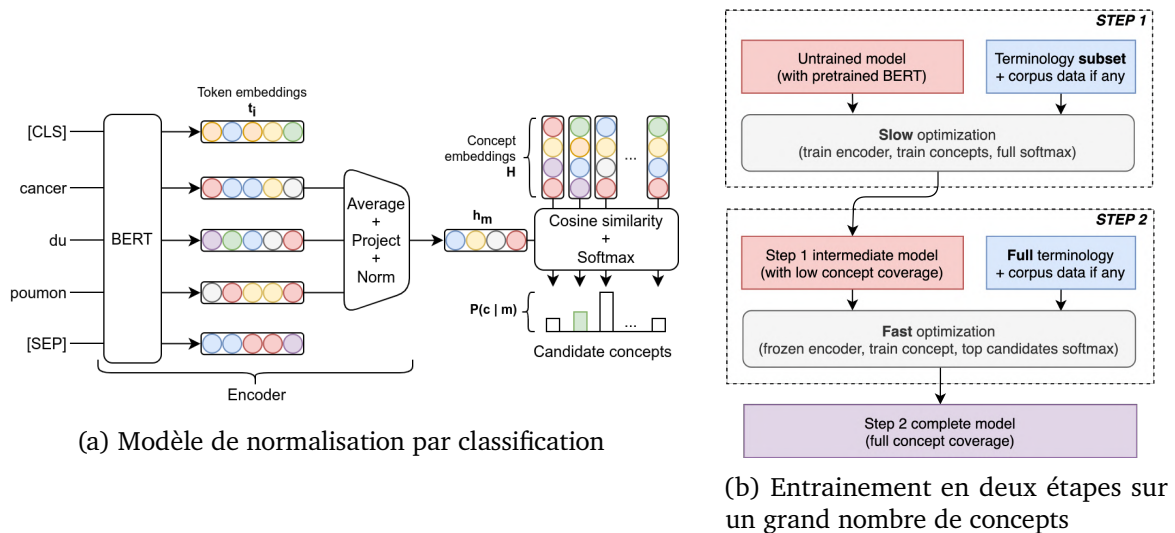 Token embeddings
t_i
[CLS]
cancer
du
poumon
[SEP]
BERT
Average
+
Project
+
Norm
Encoder
h_m
Concept
embeddings
H
...
Cosine similarity
+
Softmax
P(c | m)
...
Candidate concepts
(a) Modèle de normalisation par classification
STEP 1
Untrained model
(with pretrained BERT)
Terminology subset
+ corpus data if any
Slow optimization
(train encoder, train concepts, full softmax)
STEP 2
Step 1 intermediate model
(with low concept coverage)
Full terminology
+ corpus data if any
Fast optimization
(frozen encoder, train concept, top candidates softmax)
Step 2 complete model
(full concept coverage)
(b) Entrainement en deux étapes sur
un grand nombre de concepts